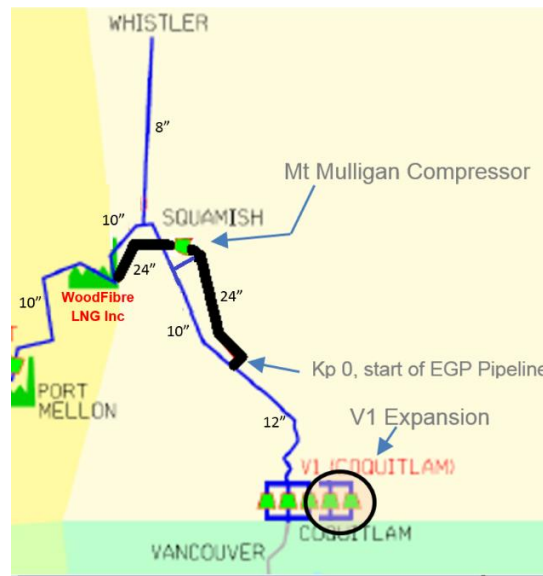 WHISTLER
8"
Mt Mulligan Compressor
10"
SQUAMISH
24"
WoodFibre
LNG Inc
24"
10"
10"
Kp 0, start of EGP Pipeline
PORT
MELLON
V1 Expansion
12"
V1 (COQUITLAM)
COQUITLAM
VANCOUVER